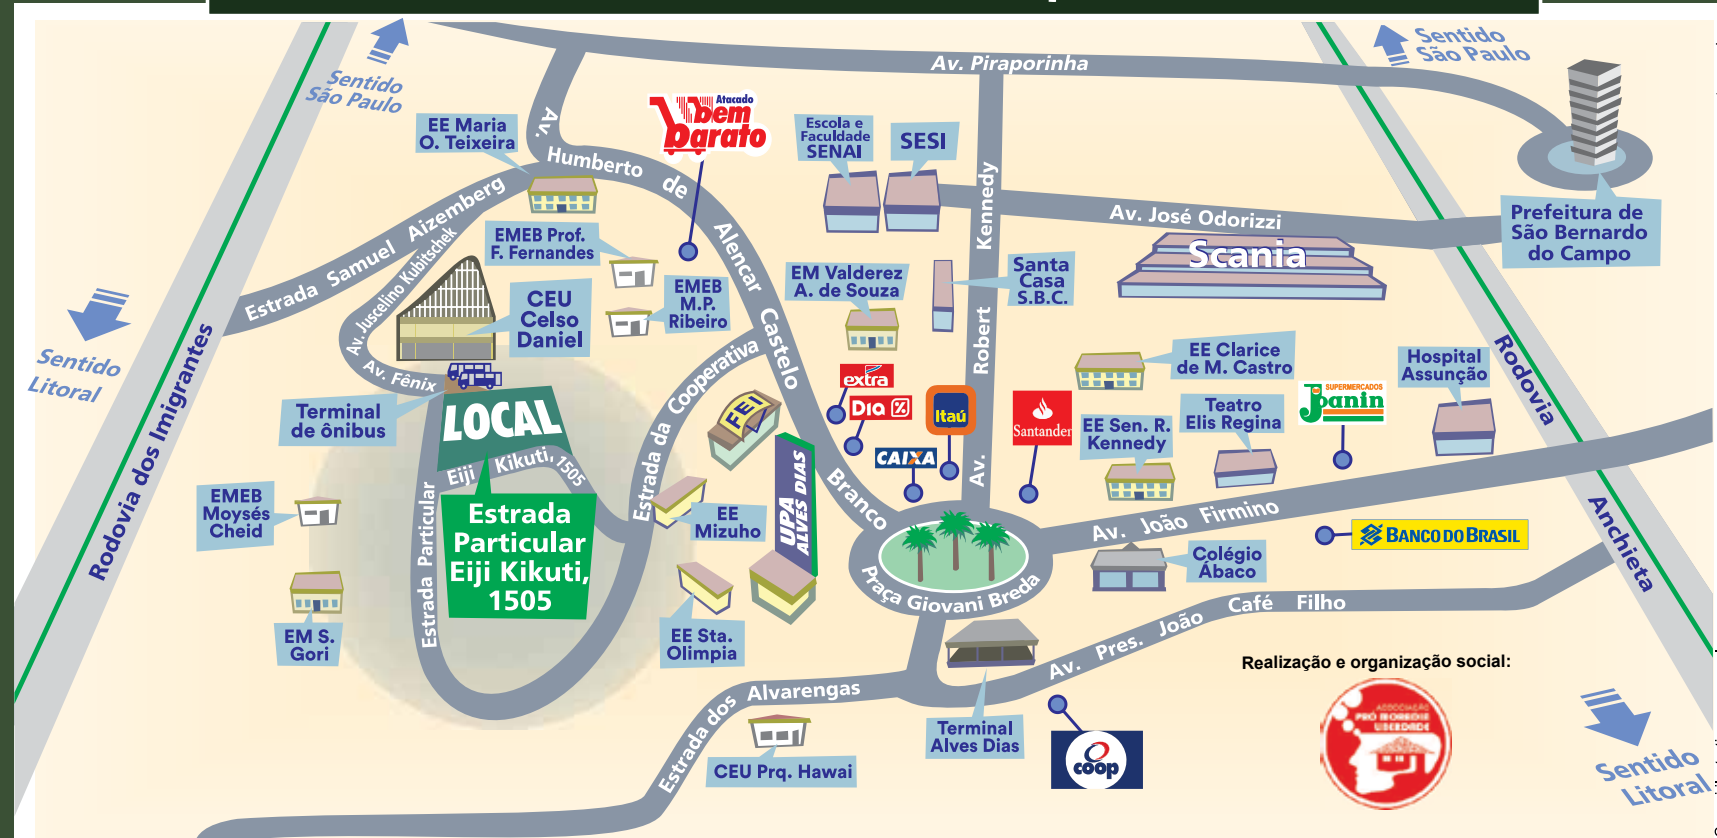 Sentido
São Paulo
Sentido
São Paulo
Av. Piraporinha
Av.
Humberto de
Alencar
Castelo
Branco
EE Maria
O. Teixeira
Atacado
bem
barato
Escola e
Faculdade
SENAI
SESI
Av. José Odorizzi
Prefeitura de
São Bernardo
do Campo
Estrada Samuel Aizemberg
Av. Juscelino Kubitschek
EMEB Prof.
F. Fernandes
EMEB
M.P.
Ribeiro
CEU
Celso
Daniel
EM Valderez
A. de Souza
Santa
Casa
S.B.C.
Scania
Av. Robert Kennedy
Sentido
Litoral
Rodovia dos Imigrantes
Av. Fênix
Terminal
de ônibus
LOCAL
Eiji Kikuti, 1505
Estrada
Particular
Eiji Kikuti,
1505
Estrada Particular
Estrada da Cooperativa
FEI
UPA
ALVES DIAS
extra
Dia %
Itaú
CAIXA
Santander
EE Clarice
de M. Castro
EE Sen. R.
Kennedy
Teatro
Elis Regina
SUPERMERCADOS
Joanin
Hospital
Assunção
Rodovia
Anchieta
EMEB
Moysés
Cheid
EM S.
Gori
EE
Mizuho
EE Sta.
Olimpia
Praça Giovani Breda
Av. João Firmino
BANCO DO BRASIL
Colégio
Ábaco
Av. Pres. João Café Filho
Estrada dos Alvarengas
CEU Prq. Hawai
Terminal
Alves Dias
coop
Realização e organização social:
ASSOCIAÇÃO
PRÓ MORADIA
LIBERDADE
Sentido
Litoral